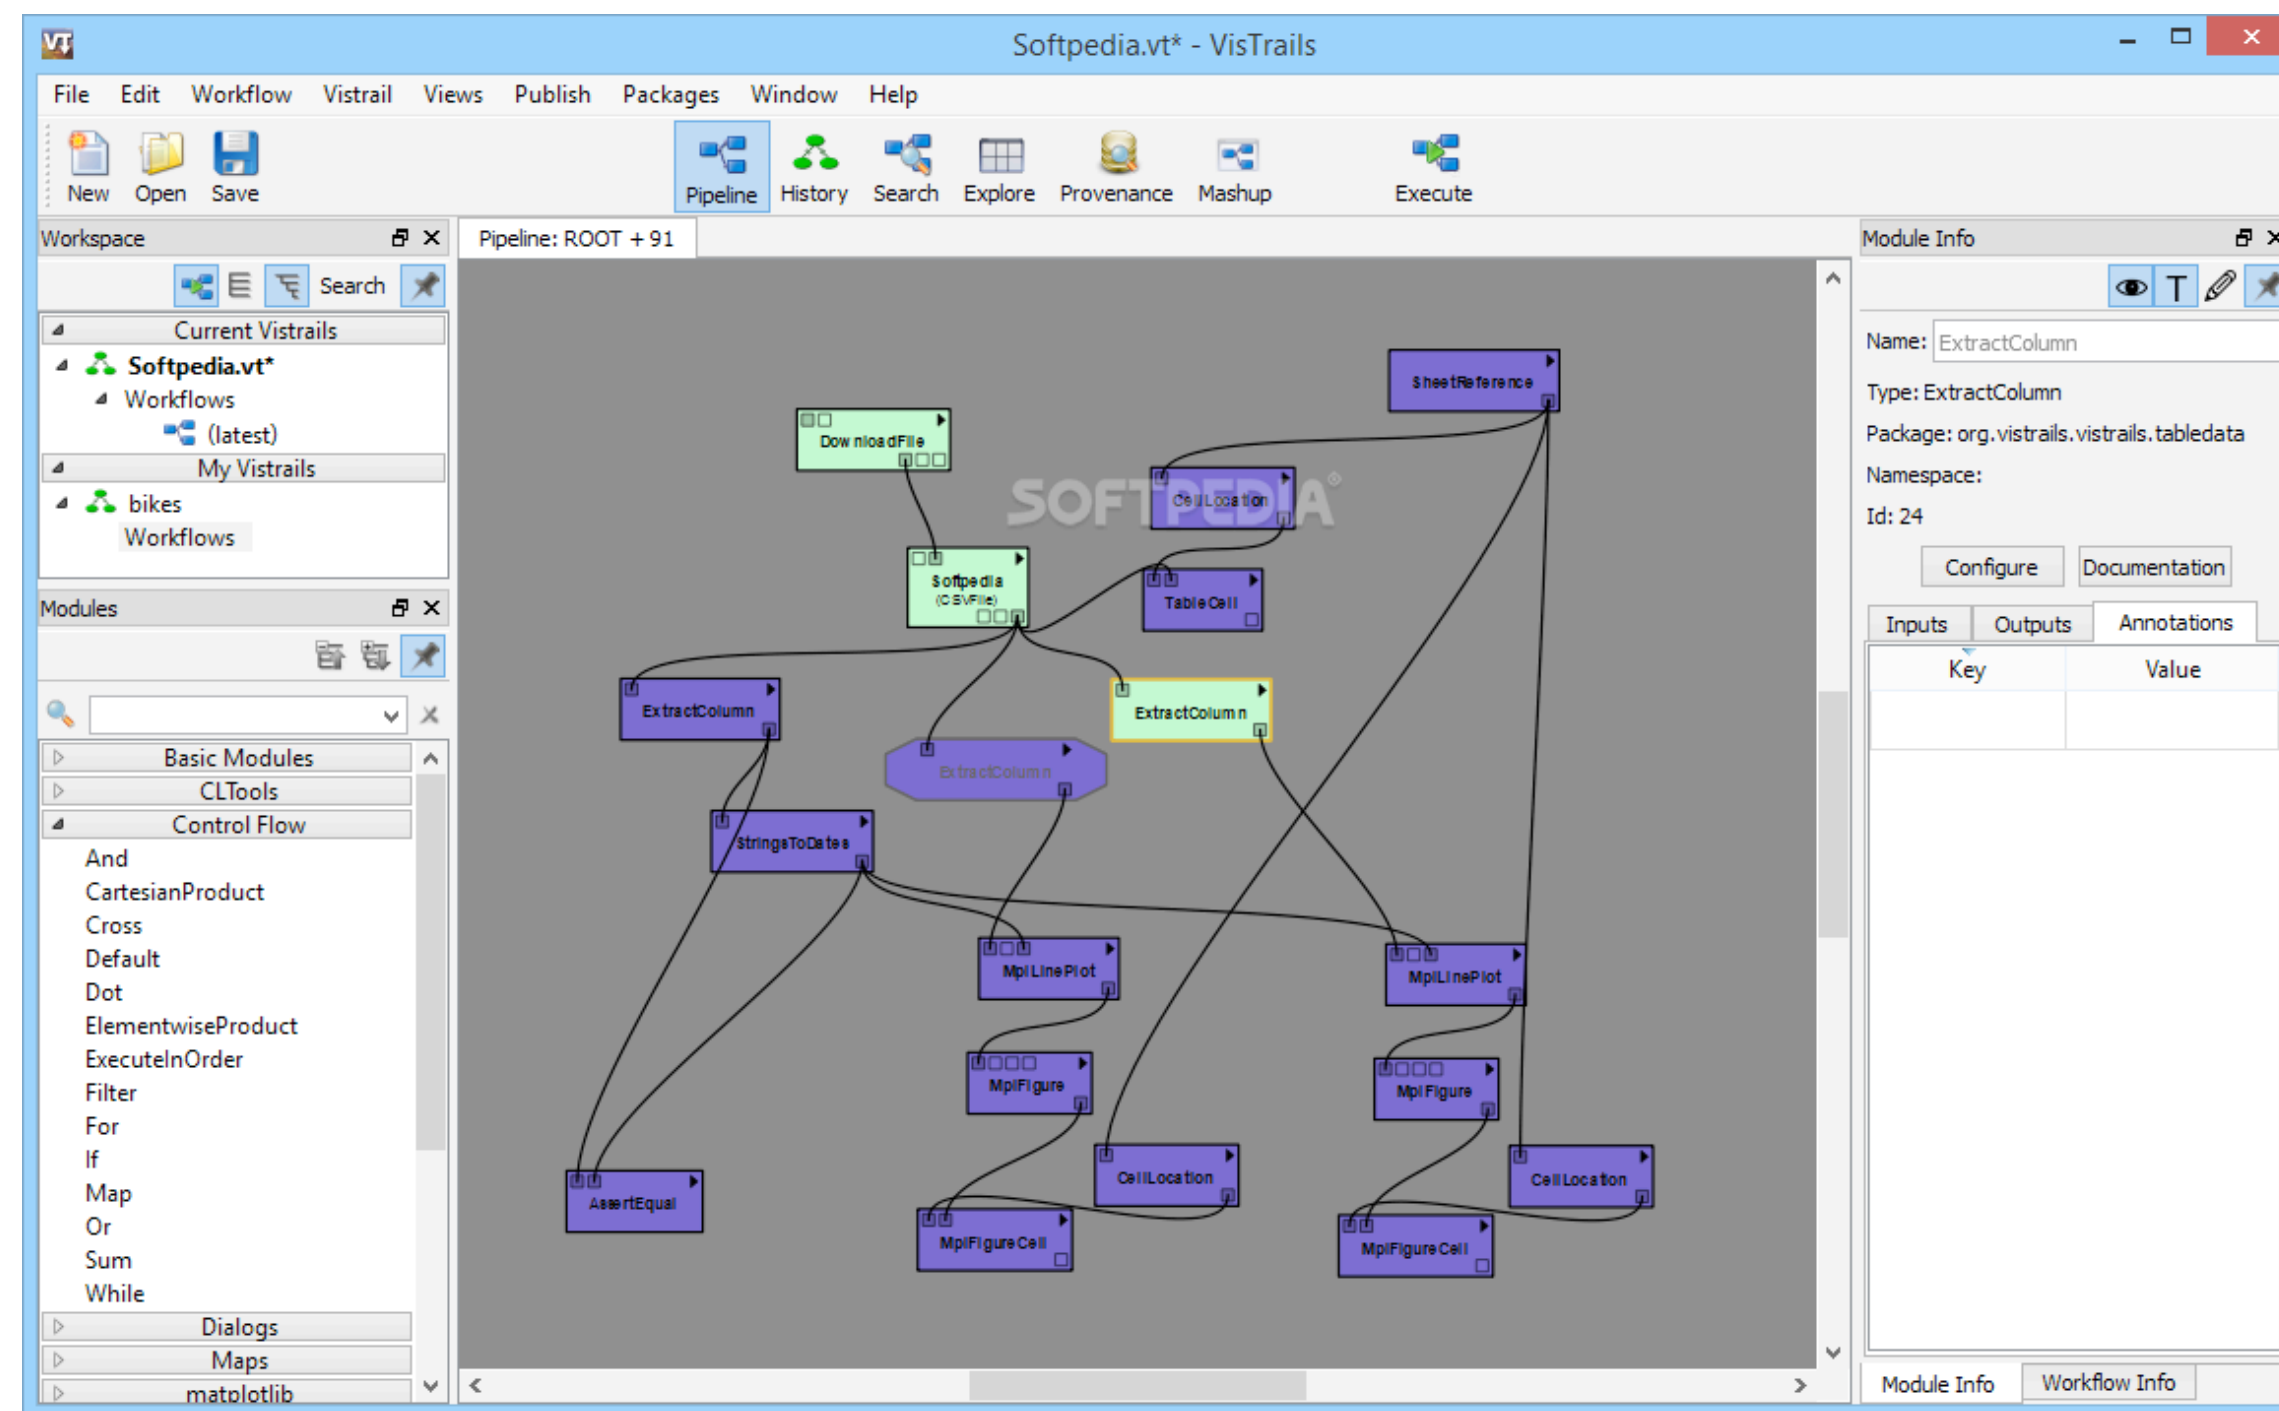 Softpedia.vt* - VisTrails
File Edit Workflow Vistrail Views Publish Packages Window Help
New Open Save Pipeline History Search Explore Provenance Mashup Execute
Workspace
Search
Current Vistrails
Softpedia.vt*
Workflows
(latest)
My Vistrails
bikes
Workflows
Modules
Basic Modules
CLTools
Control Flow
And
CartesianProduct
Cross
Default
Dot
ElementwiseProduct
ExecuteInOrder
Filter
For
If
Map
Or
Sum
While
Dialogs
Maps
matplotlib
Pipeline: ROOT + 91
SheetReference
DownloadFile
SOFTPEDIA®
CellLocation
Softpedia
(CSVFile)
TableCell
ExtractColumn
ExtractColumn
ExtractColumn
StringsToDates
MplLinePlot
MplLinePlot
MplFigure
MplFigure
CellLocation
CellLocation
AssertEqual
MplFigureCell
MplFigureCell
Module Info
T
Name: ExtractColumn
Type: ExtractColumn
Package: org.vistrails.vistrails.tabledata
Namespace:
Id: 24
Configure Documentation
Inputs Outputs Annotations
Key Value
Module Info Workflow Info